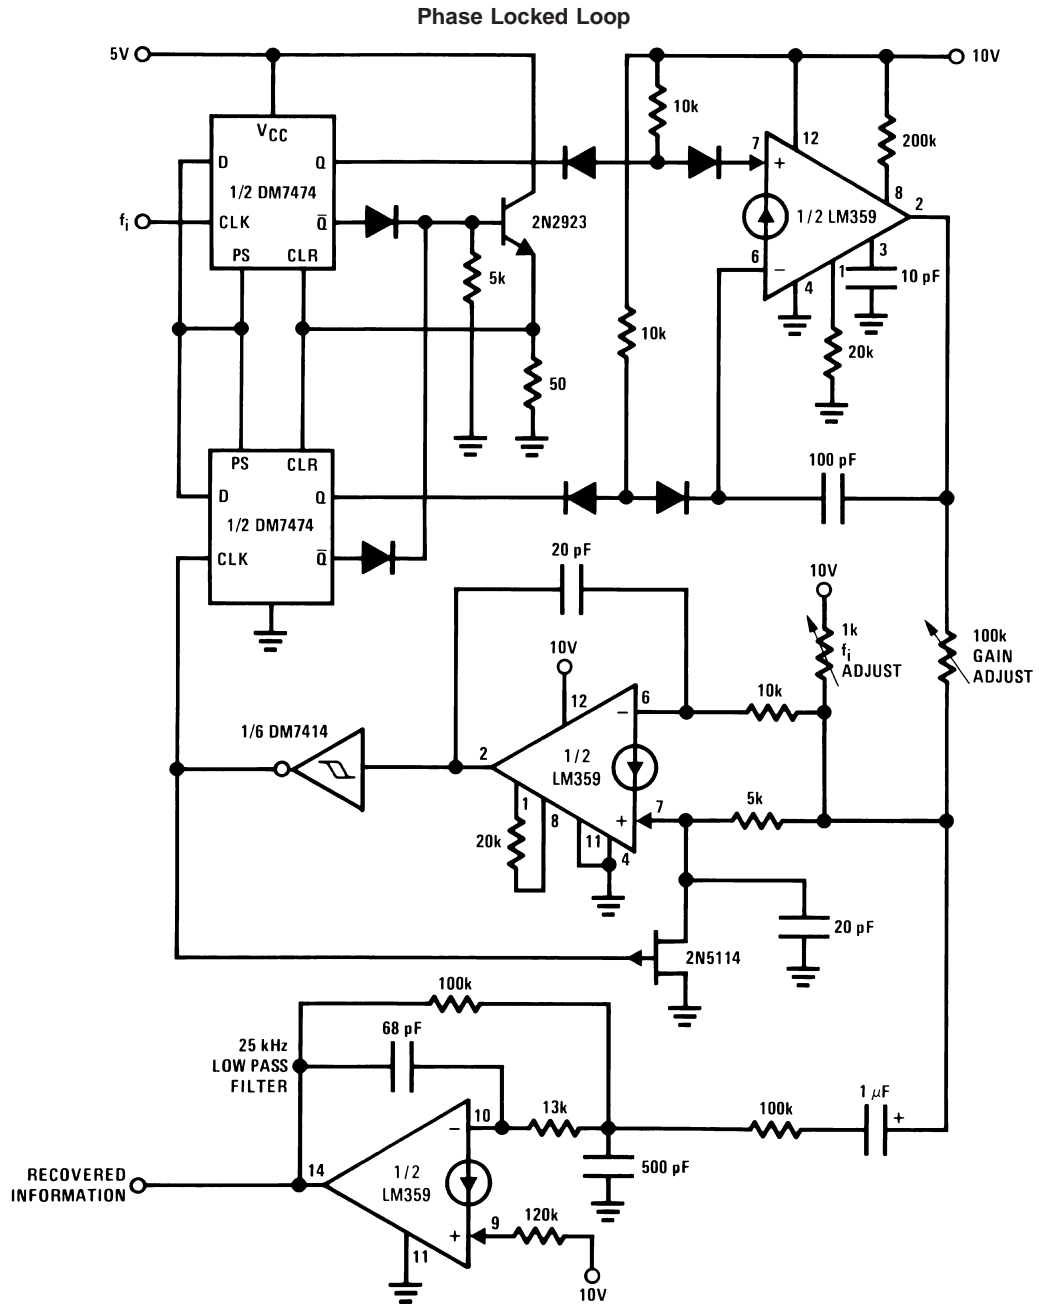 Phase Locked Loop
5V
10V
VCC
D
Q
1/2 DM7474
fi
CLK
Q̅
PS
CLR
2N2923
5k
50
10k
10k
7
12
+
200k
8
2
1/2 LM359
6
−
4
1
3
10 pF
20k
PS
CLR
D
Q
1/2 DM7474
CLK
Q̅
100 pF
20 pF
10V
1k
fi
ADJUST
100k
GAIN
ADJUST
10V
12
6
−
10k
1/6 DM7414
2
1/2
LM359
1
8
+
7
5k
20k
11
4
20 pF
2N5114
100k
68 pF
25 kHz
LOW PASS
FILTER
10
−
13k
100k
1 μF
+
500 pF
RECOVERED
INFORMATION
14
1/2
LM359
+
9
120k
11
10V